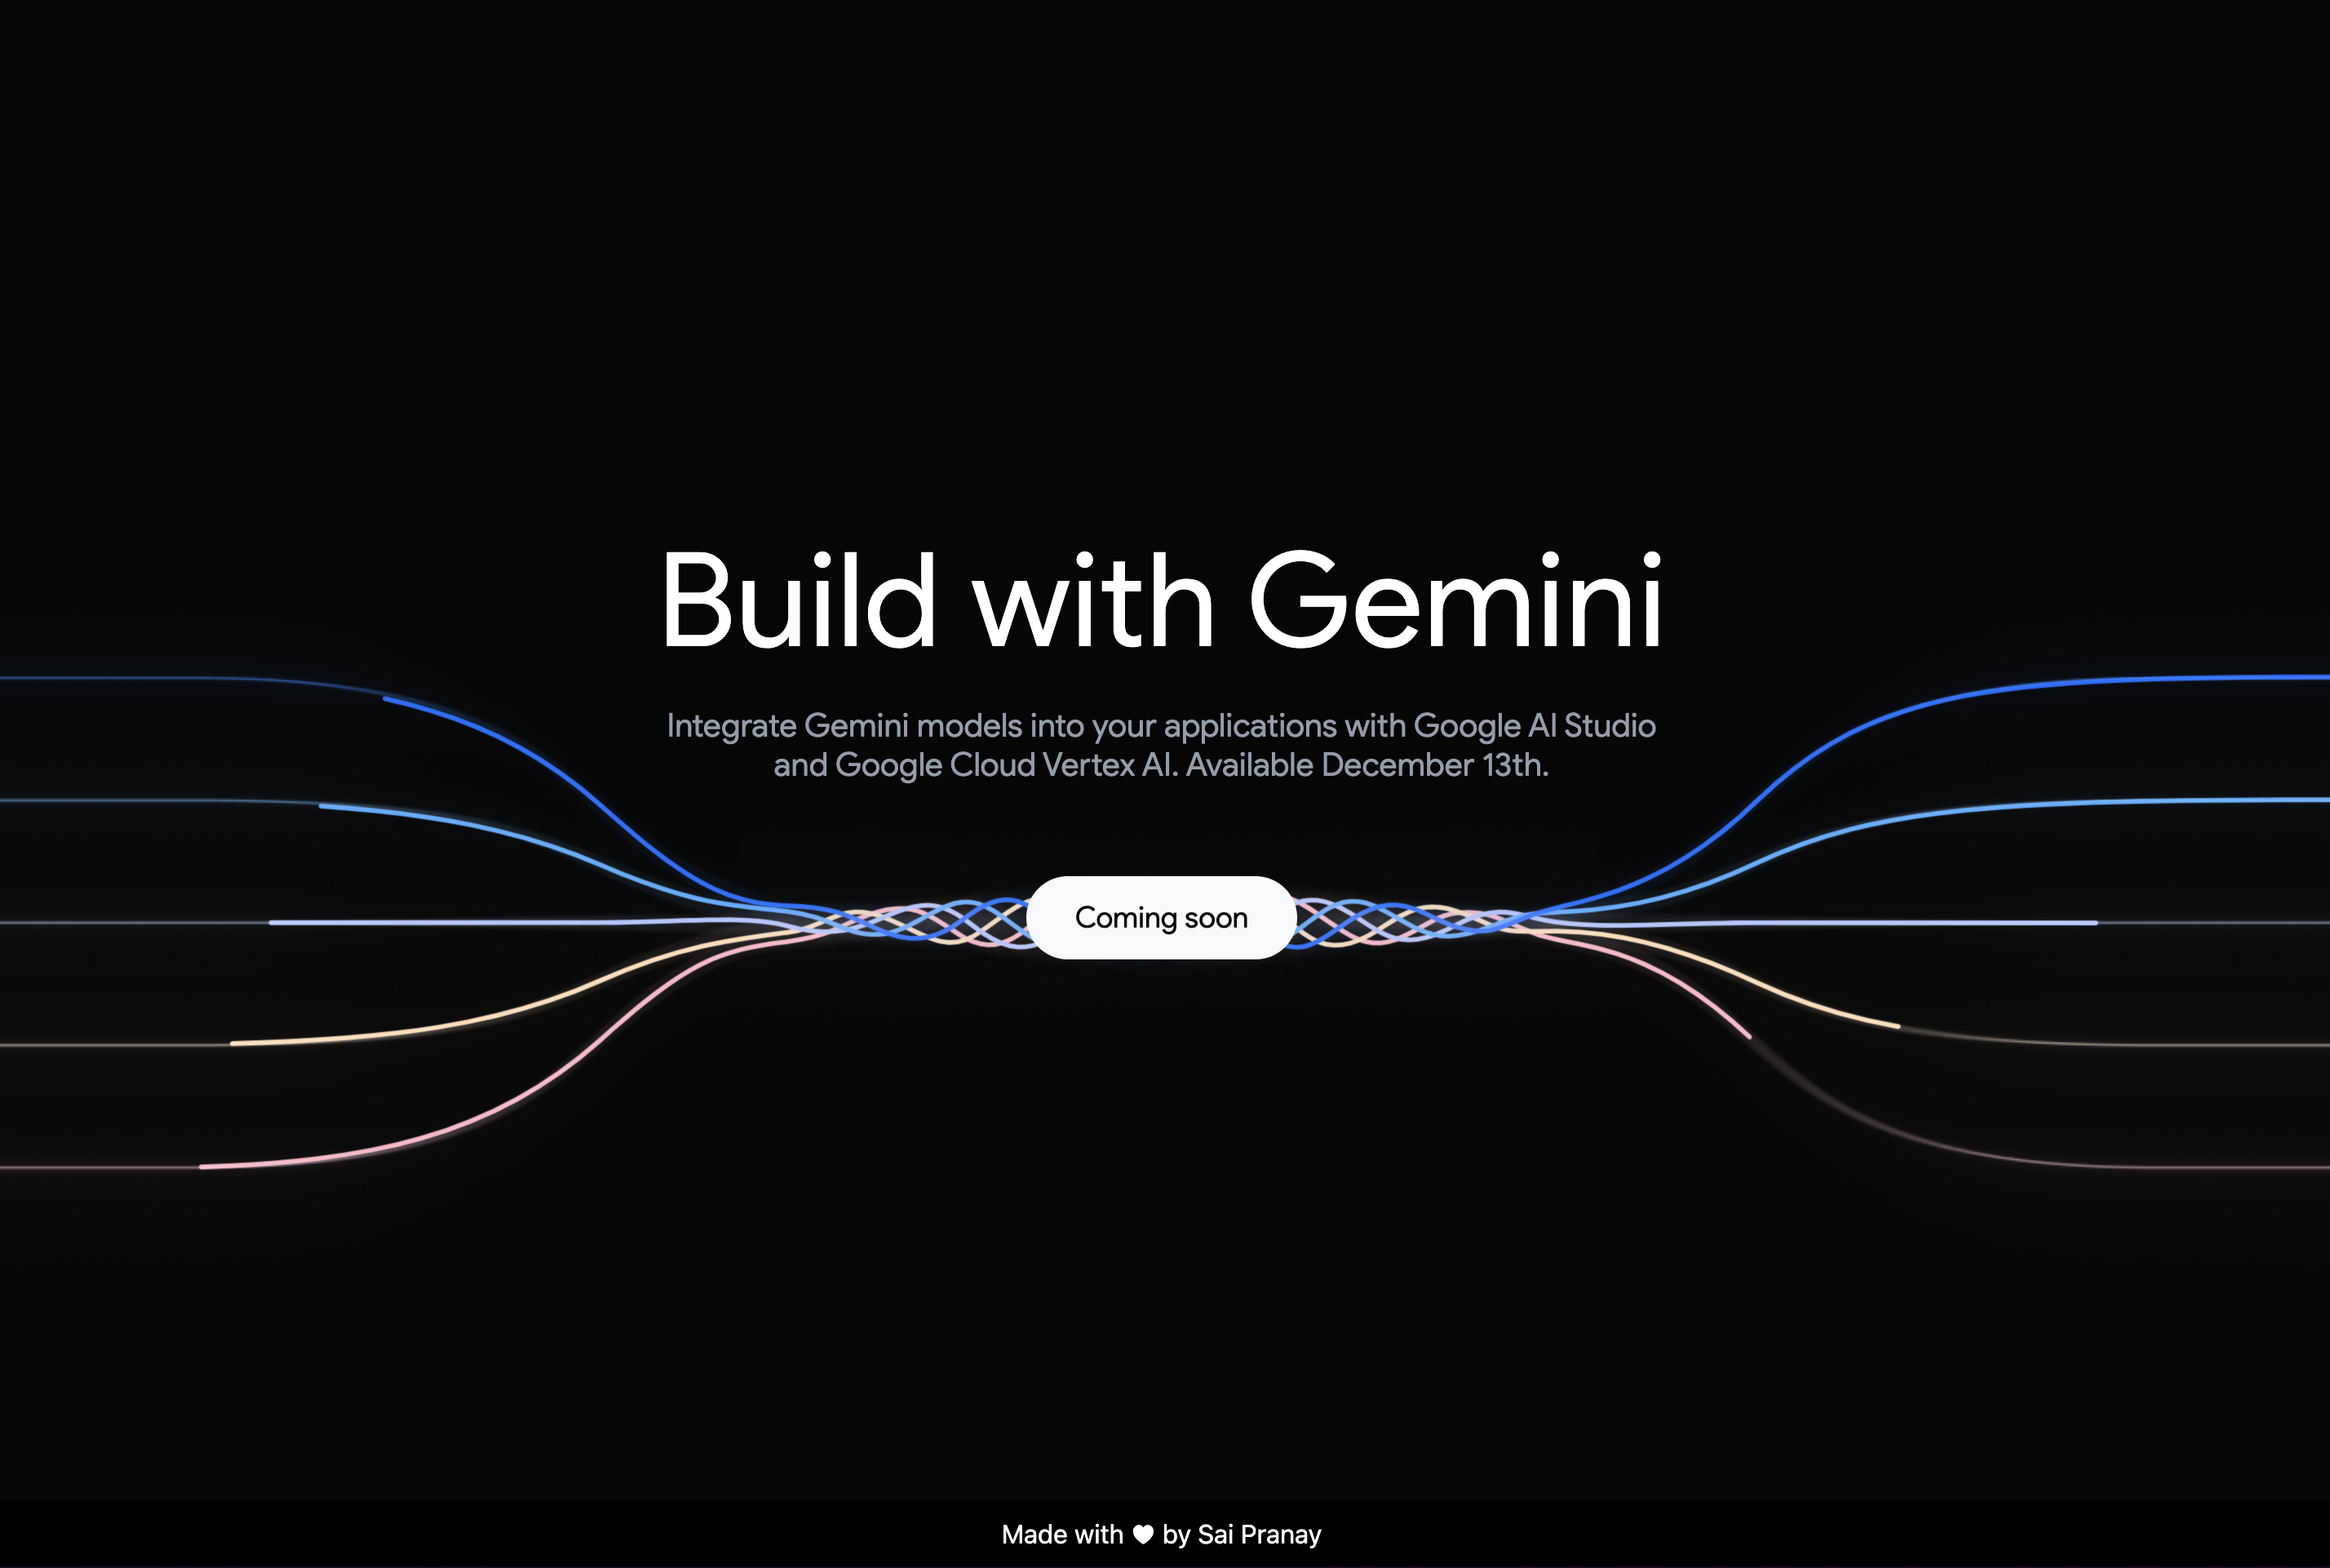 Build with Gemini
Integrate Gemini models into your applications with Google AI Studio
and Google Cloud Vertex AI. Available December 13th.
Coming soon
Made with 🤍 by Sai Pranay